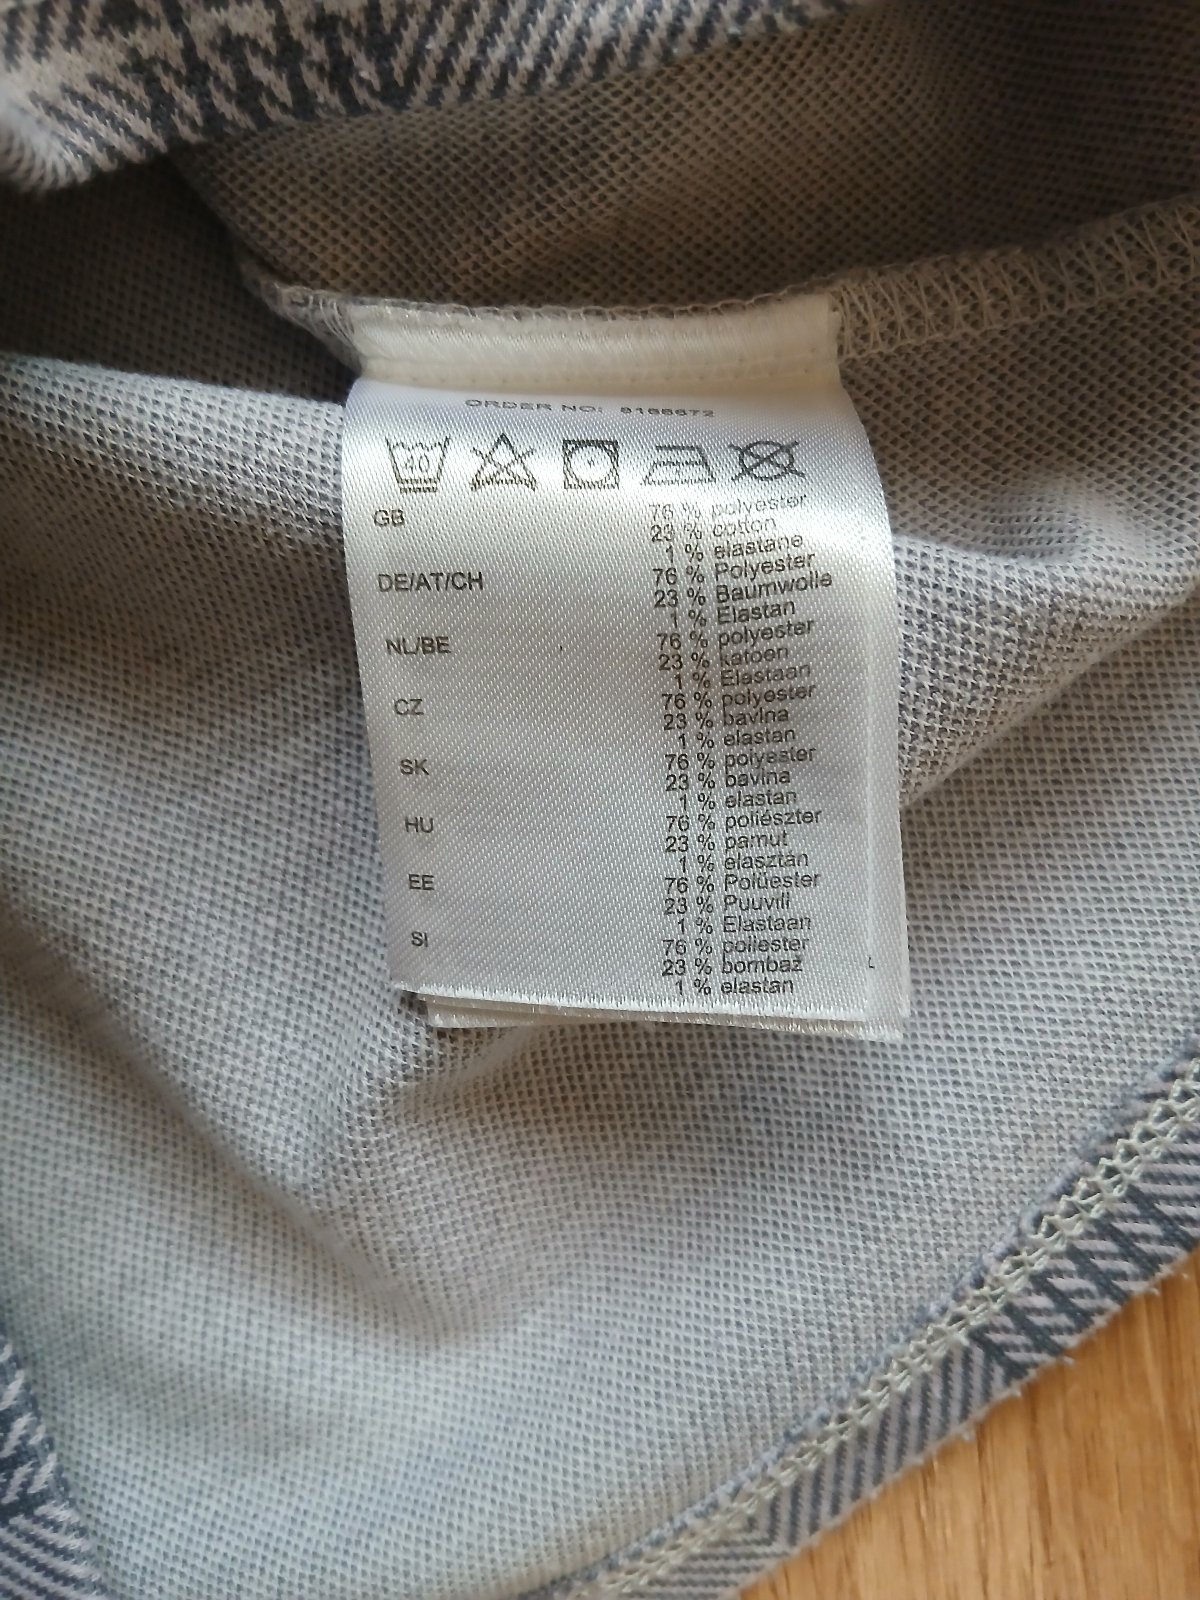 ORDER NO: 8168672
40
GB 76 % polyester
23 % cotton
1 % elastane
DE/AT/CH 76 % Polyester
23 % Baumwolle
1 % Elastan
NL/BE 76 % polyester
23 % katoen
1 % Elastaan
CZ 76 % polyester
23 % bavlna
1 % elastan
SK 76 % polyester
23 % bavlna
1 % elastan
HU 76 % poliészter
23 % pamut
1 % elasztán
EE 76 % Polüester
23 % Puuvill
1 % Elastaan
SI 76 % poliester
23 % bombaž
1 % elastan